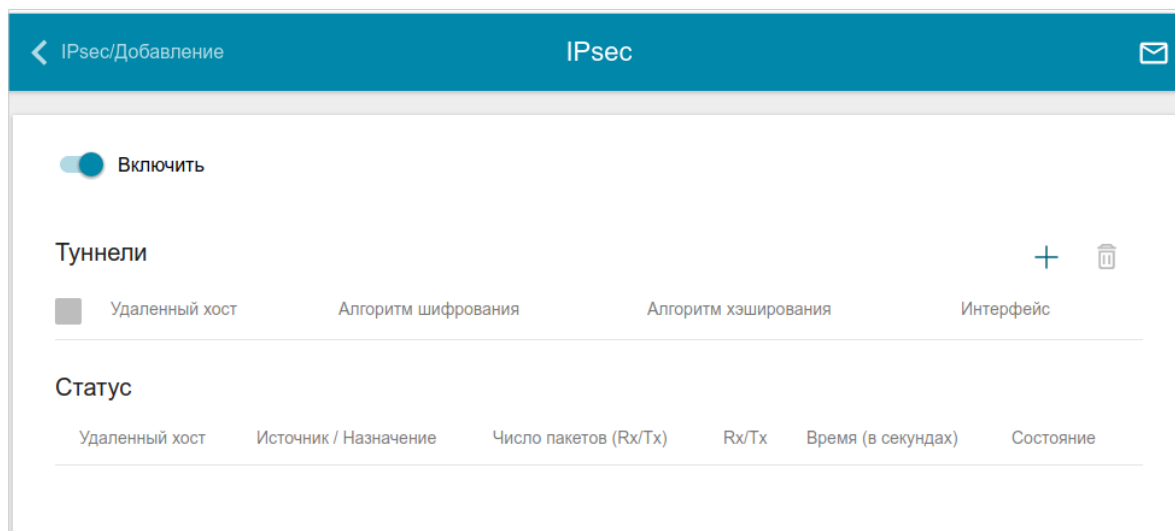 IPsec/Добавление IPsec
Включить
Туннели
Удаленный хост Алгоритм шифрования Алгоритм хэширования Интерфейс
Статус
Удаленный хост Источник / Назначение Число пакетов (Rx/Tx) Rx/Tx Время (в секундах) Состояние